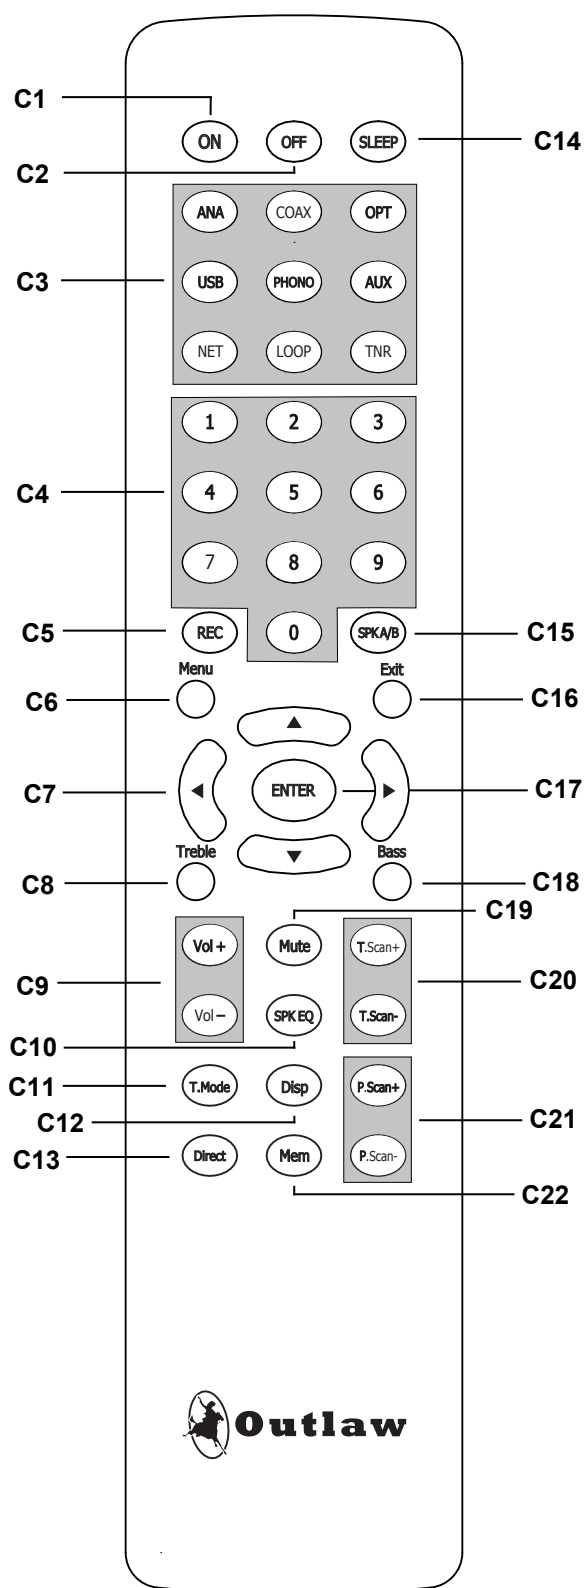 C1
ON OFF SLEEP C14
C2
ANA COAX OPT
C3 USB PHONO AUX
NET LOOP TNR
1 2 3
C4 4 5 6
7 8 9
C5 REC 0 SPKA/B C15
Menu Exit
C6 C16
C7 ENTER C17
Treble Bass
C8 C18
C19
Vol + Mute T.Scan+
C9 C20
Vol − SPK EQ T.Scan-
C10
C11 T.Mode Disp P.Scan+
C12 C21
C13 Direct Mem P.Scan-
C22
Outlaw